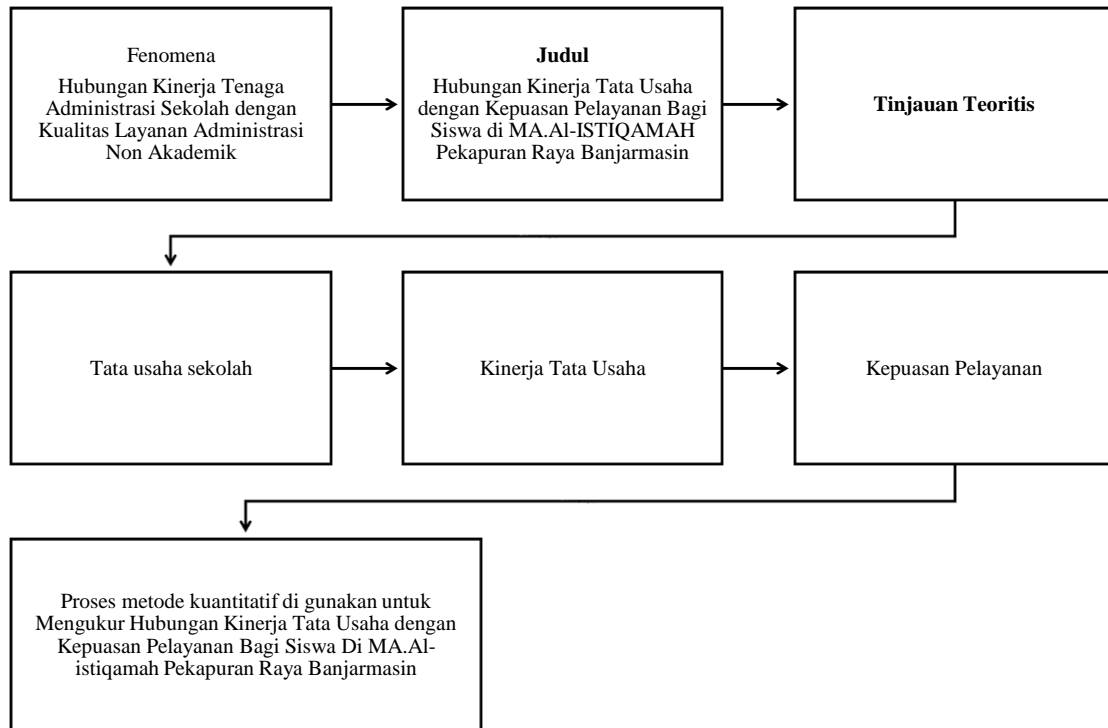 Fenomena
Hubungan Kinerja Tenaga
Administrasi Sekolah dengan
Kualitas Layanan Administrasi
Non Akademik
Judul
Hubungan Kinerja Tata Usaha
dengan Kepuasan Pelayanan Bagi
Siswa di MA.Al-ISTIQAMAH
Pekapuran Raya Banjarmasin
Tinjauan Teoritis
Tata usaha sekolah
Kinerja Tata Usaha
Kepuasan Pelayanan
Proses metode kuantitatif di gunakan untuk
Mengukur Hubungan Kinerja Tata Usaha dengan
Kepuasan Pelayanan Bagi Siswa Di MA.Al-
istiqamah Pekapuran Raya Banjarmasin